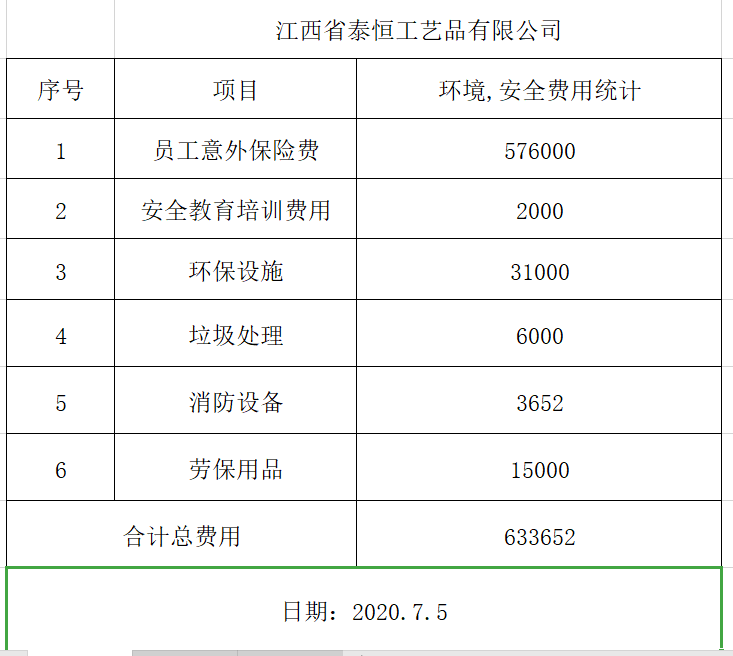 江西省泰恒工艺品有限公司
序号 项目 环境,安全费用统计
1 员工意外保险费 576000
2 安全教育培训费用 2000
3 环保设施 31000
4 垃圾处理 6000
5 消防设备 3652
6 劳保用品 15000
合计总费用 633652
日期：2020.7.5